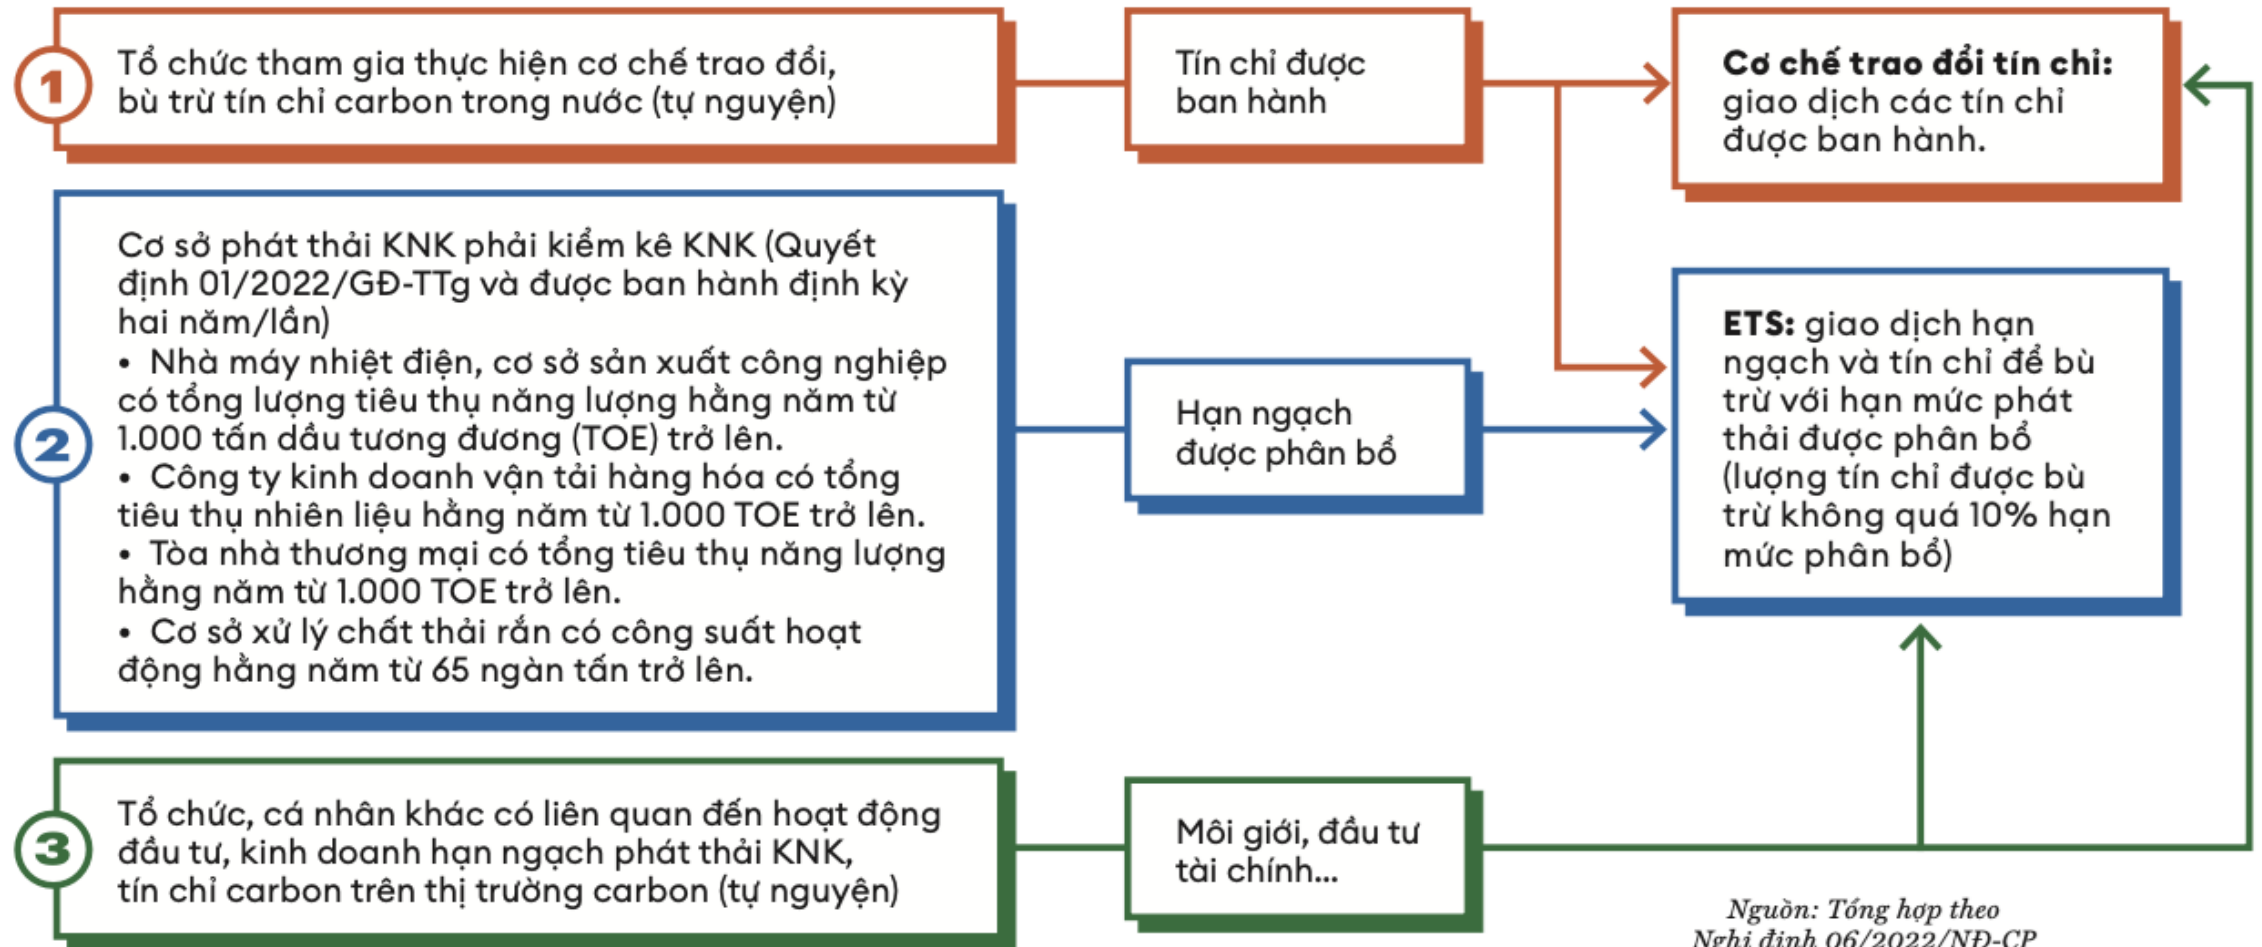 1
Tổ chức tham gia thực hiện cơ chế trao đổi,
bù trừ tín chỉ carbon trong nước (tự nguyện)
Tín chỉ được
ban hành
Cơ chế trao đổi tín chỉ:
giao dịch các tín chỉ
được ban hành.
2
Cơ sở phát thải KNK phải kiểm kê KNK (Quyết
định 01/2022/GĐ-TTg và được ban hành định kỳ
hai năm/lần)
• Nhà máy nhiệt điện, cơ sở sản xuất công nghiệp
có tổng lượng tiêu thụ năng lượng hằng năm từ
1.000 tấn dầu tương đương (TOE) trở lên.
• Công ty kinh doanh vận tải hàng hóa có tổng
tiêu thụ nhiên liệu hằng năm từ 1.000 TOE trở lên.
• Tòa nhà thương mại có tổng tiêu thụ năng lượng
hằng năm từ 1.000 TOE trở lên.
• Cơ sở xử lý chất thải rắn có công suất hoạt
động hằng năm từ 65 ngàn tấn trở lên.
Hạn ngạch
được phân bổ
ETS: giao dịch hạn
ngạch và tín chỉ để bù
trừ với hạn mức phát
thải được phân bổ
(lượng tín chỉ được bù
trừ không quá 10% hạn
mức phân bổ)
3
Tổ chức, cá nhân khác có liên quan đến hoạt động
đầu tư, kinh doanh hạn ngạch phát thải KNK,
tín chỉ carbon trên thị trường carbon (tự nguyện)
Môi giới, đầu tư
tài chính...
Nguồn: Tổng hợp theo
Nghị định 06/2022/NĐ-CP